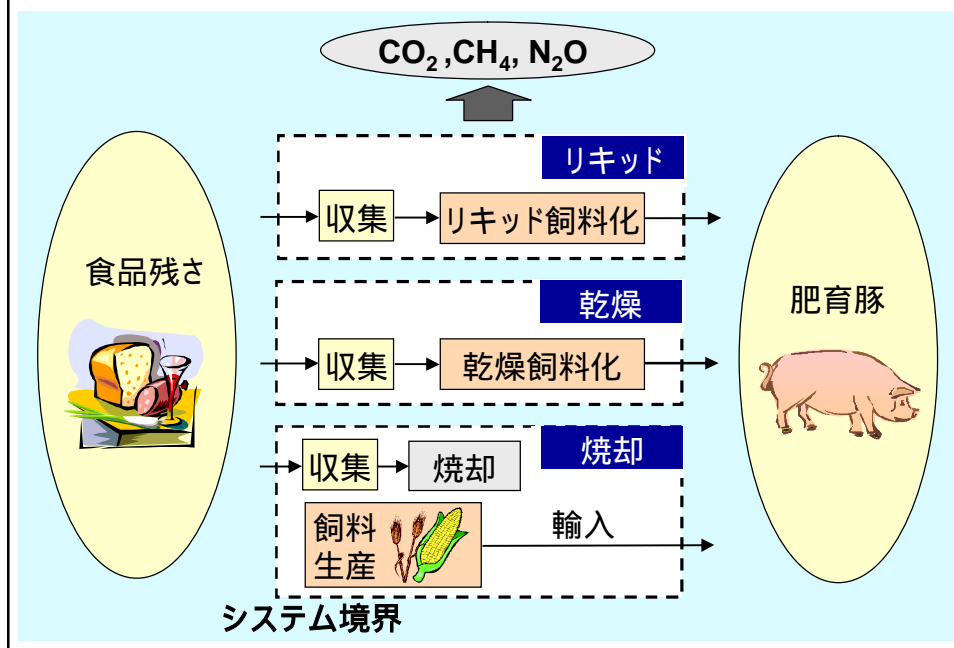 CO₂ ,CH₄, N₂O
リキッド
収集
リキッド飼料化
食品残さ
肥育豚
乾燥
収集
乾燥飼料化
焼却
収集
焼却
飼料
生産
輸入
システム境界